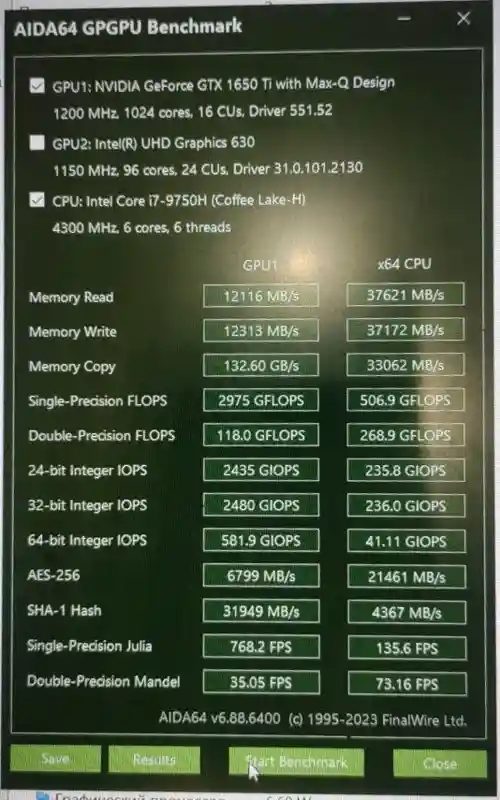 AIDA64 GPGPU Benchmark
GPU1: NVIDIA GeForce GTX 1650 Ti with Max-Q Design
1200 MHz, 1024 cores, 16 CUs, Driver 551.52
GPU2: Intel(R) UHD Graphics 630
1150 MHz, 96 cores, 24 CUs, Driver 31.0.101.2130
CPU: Intel Core i7-9750H (Coffee Lake-H)
4300 MHz, 6 cores, 6 threads
GPU1 x64 CPU
Memory Read 12116 MB/s 37621 MB/s
Memory Write 12313 MB/s 37172 MB/s
Memory Copy 132.60 GB/s 33062 MB/s
Single-Precision FLOPS 2975 GFLOPS 506.9 GFLOPS
Double-Precision FLOPS 118.0 GFLOPS 268.9 GFLOPS
24-bit Integer IOPS 2435 GIOPS 235.8 GIOPS
32-bit Integer IOPS 2480 GIOPS 236.0 GIOPS
64-bit Integer IOPS 581.9 GIOPS 41.11 GIOPS
AES-256 6799 MB/s 21461 MB/s
SHA-1 Hash 31949 MB/s 4367 MB/s
Single-Precision Julia 768.2 FPS 135.6 FPS
Double-Precision Mandel 35.05 FPS 73.16 FPS
AIDA64 v6.88.6400 (c) 1995-2023 FinalWire Ltd.
Save Results Start Benchmark Close